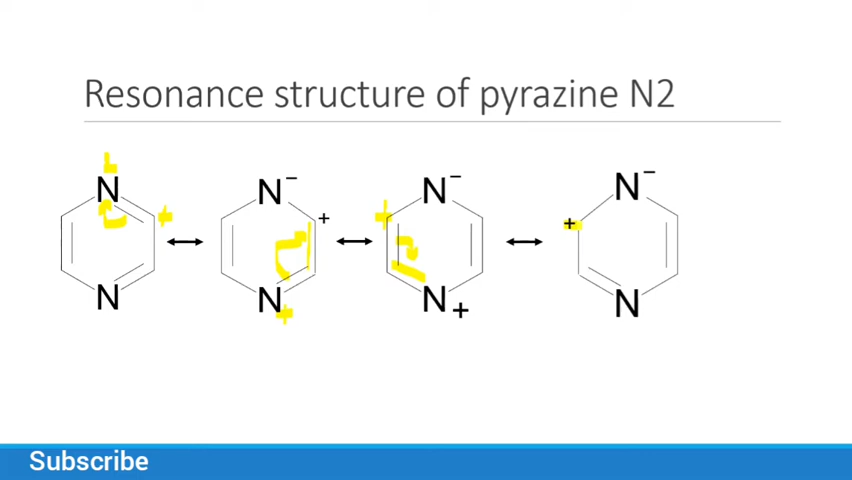 Resonance structure of pyrazine N2
N N− N− N−
+ + + +
N N+ N+ N
Subscribe